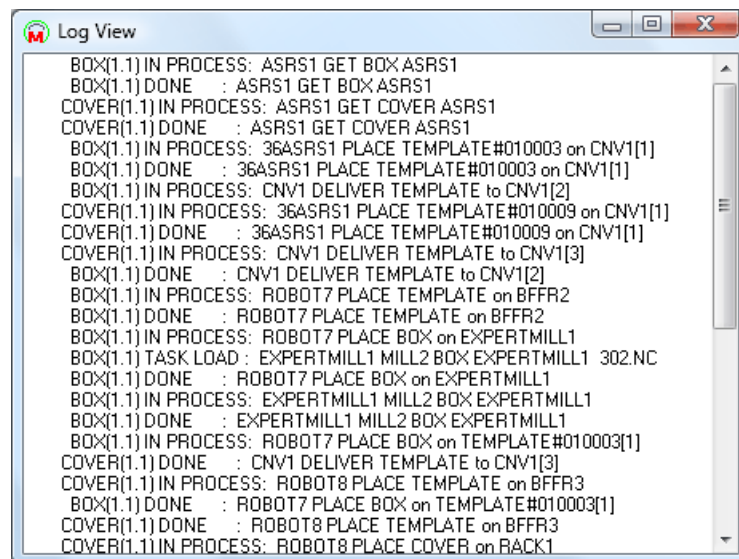 Log View
BOX(1.1) IN PROCESS: ASRS1 GET BOX ASRS1
BOX(1.1) DONE : ASRS1 GET BOX ASRS1
COVER(1.1) IN PROCESS: ASRS1 GET COVER ASRS1
COVER(1.1) DONE : ASRS1 GET COVER ASRS1
BOX(1.1) IN PROCESS: 36ASRS1 PLACE TEMPLATE#010003 on CNV1[1]
BOX(1.1) DONE : 36ASRS1 PLACE TEMPLATE#010003 on CNV1[1]
BOX(1.1) IN PROCESS: CNV1 DELIVER TEMPLATE to CNV1[2]
COVER(1.1) IN PROCESS: 36ASRS1 PLACE TEMPLATE#010009 on CNV1[1]
COVER(1.1) DONE : 36ASRS1 PLACE TEMPLATE#010009 on CNV1[1]
COVER(1.1) IN PROCESS: CNV1 DELIVER TEMPLATE to CNV1[3]
BOX(1.1) DONE : CNV1 DELIVER TEMPLATE to CNV1[2]
BOX(1.1) IN PROCESS: ROBOT7 PLACE TEMPLATE on BFFR2
BOX(1.1) DONE : ROBOT7 PLACE TEMPLATE on BFFR2
BOX(1.1) IN PROCESS: ROBOT7 PLACE BOX on EXPERTMILL1
BOX(1.1) TASK LOAD : EXPERTMILL1 MILL2 BOX EXPERTMILL1 302.NC
BOX(1.1) DONE : ROBOT7 PLACE BOX on EXPERTMILL1
BOX(1.1) IN PROCESS: EXPERTMILL1 MILL2 BOX EXPERTMILL1
BOX(1.1) DONE : EXPERTMILL1 MILL2 BOX EXPERTMILL1
BOX(1.1) IN PROCESS: ROBOT7 PLACE BOX on TEMPLATE#010003[1]
COVER(1.1) DONE : CNV1 DELIVER TEMPLATE to CNV1[3]
COVER(1.1) IN PROCESS: ROBOT8 PLACE TEMPLATE on BFFR3
BOX(1.1) DONE : ROBOT7 PLACE BOX on TEMPLATE#010003[1]
COVER(1.1) DONE : ROBOT8 PLACE TEMPLATE on BFFR3
COVER(1.1) IN PROCESS: ROBOT8 PLACE COVER on RACK1